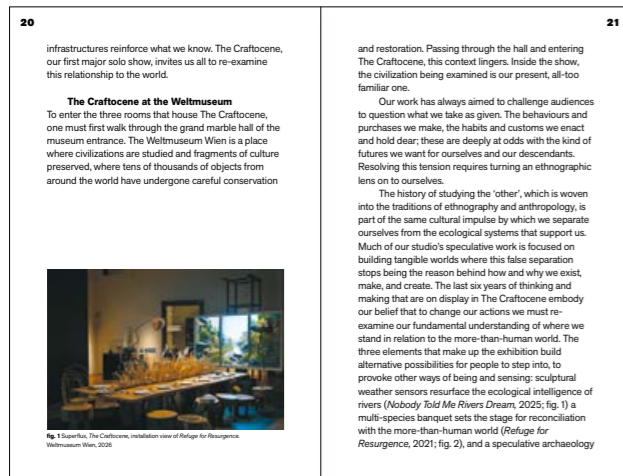 20
infrastructures reinforce what we know. The Craftocene,
our first major solo show, invites us all to re-examine
this relationship to the world.
The Craftocene at the Weltmuseum
To enter the three rooms that house The Craftocene,
one must first walk through the grand marble hall of the
museum entrance. The Weltmuseum Wien is a place
where civilizations are studied and fragments of culture
preserved, where tens of thousands of objects from
around the world have undergone careful conservation
fig. 1 Superflux, The Craftocene, installation view of Refuge for Resurgence.
Weltmuseum Wien, 2026
21
and restoration. Passing through the hall and entering
The Craftocene, this context lingers. Inside the show,
the civilization being examined is our present, all-too
familiar one.
Our work has always aimed to challenge audiences
to question what we take as given. The behaviours and
purchases we make, the habits and customs we enact
and hold dear; these are deeply at odds with the kind of
futures we want for ourselves and our descendants.
Resolving this tension requires turning an ethnographic
lens on to ourselves.
The history of studying the ‘other’, which is woven
into the traditions of ethnography and anthropology, is
part of the same cultural impulse by which we separate
ourselves from the ecological systems that support us.
Much of our studio’s speculative work is focused on
building tangible worlds where this false separation
stops being the reason behind how and why we exist,
make, and create. The last six years of thinking and
making that are on display in The Craftocene embody
our belief that to change our actions we must re-
examine our fundamental understanding of where we
stand in relation to the more-than-human world. The
three elements that make up the exhibition build
alternative possibilities for people to step into, to
provoke other ways of being and sensing: sculptural
weather sensors resurface the ecological intelligence of
rivers (Nobody Told Me Rivers Dream, 2025; fig. 1) a
multi-species banquet sets the stage for reconciliation
with the more-than-human world (Refuge for
Resurgence, 2021; fig. 2), and a speculative archaeology